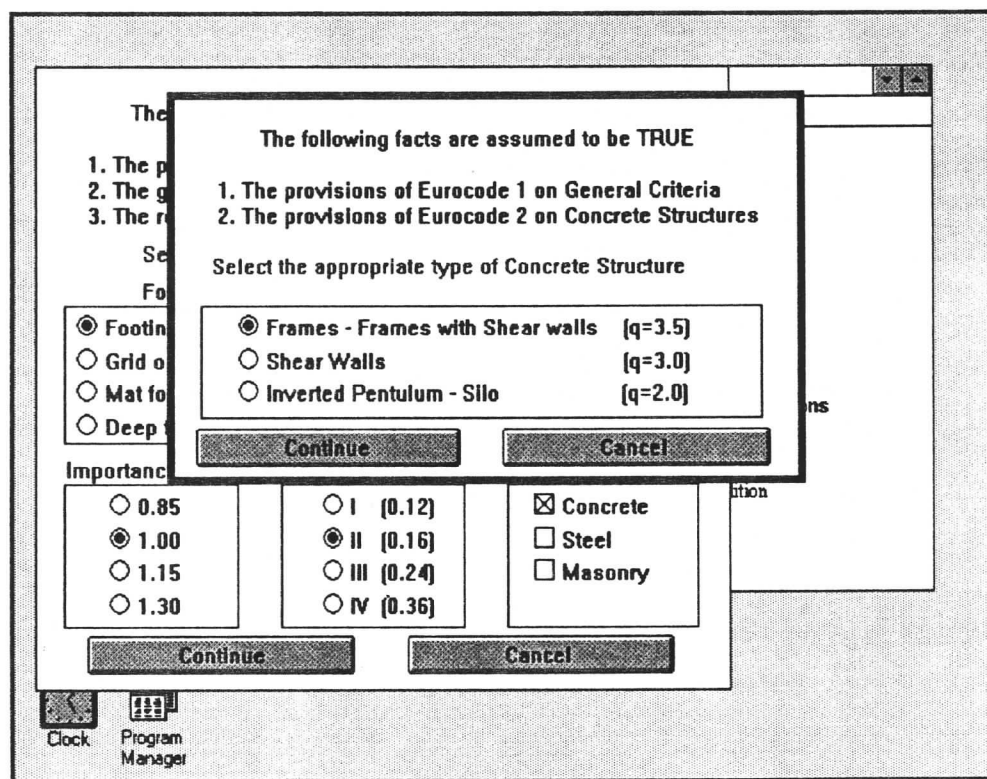 The
1. The p
2. The g
3. The r
Se
Fo
Footin
Grid o
Mat fo
Deep
Importanc
The following facts are assumed to be TRUE
1. The provisions of Eurocode 1 on General Criteria
2. The provisions of Eurocode 2 on Concrete Structures
Select the appropriate type of Concrete Structure
Frames - Frames with Shear walls (q=3.5)
Shear Walls (q=3.0)
Inverted Pentulum - Silo (q=2.0)
Continue Cancel
ons
ition
0.85
1.00
1.15
1.30
I (0.12)
II (0.16)
III (0.24)
IV (0.36)
Concrete
Steel
Masonry
Continue Cancel
Clock
Program
Manager